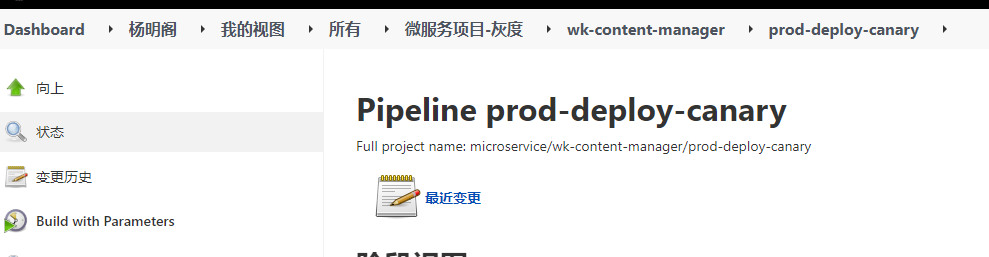 Dashboard 杨明阁 我的视图 所有 微服务项目-灰度 wk-content-manager prod-deploy-canary
向上
状态
变更历史
Build with Parameters
Pipeline prod-deploy-canary
Full project name: microservice/wk-content-manager/prod-deploy-canary
最近变更